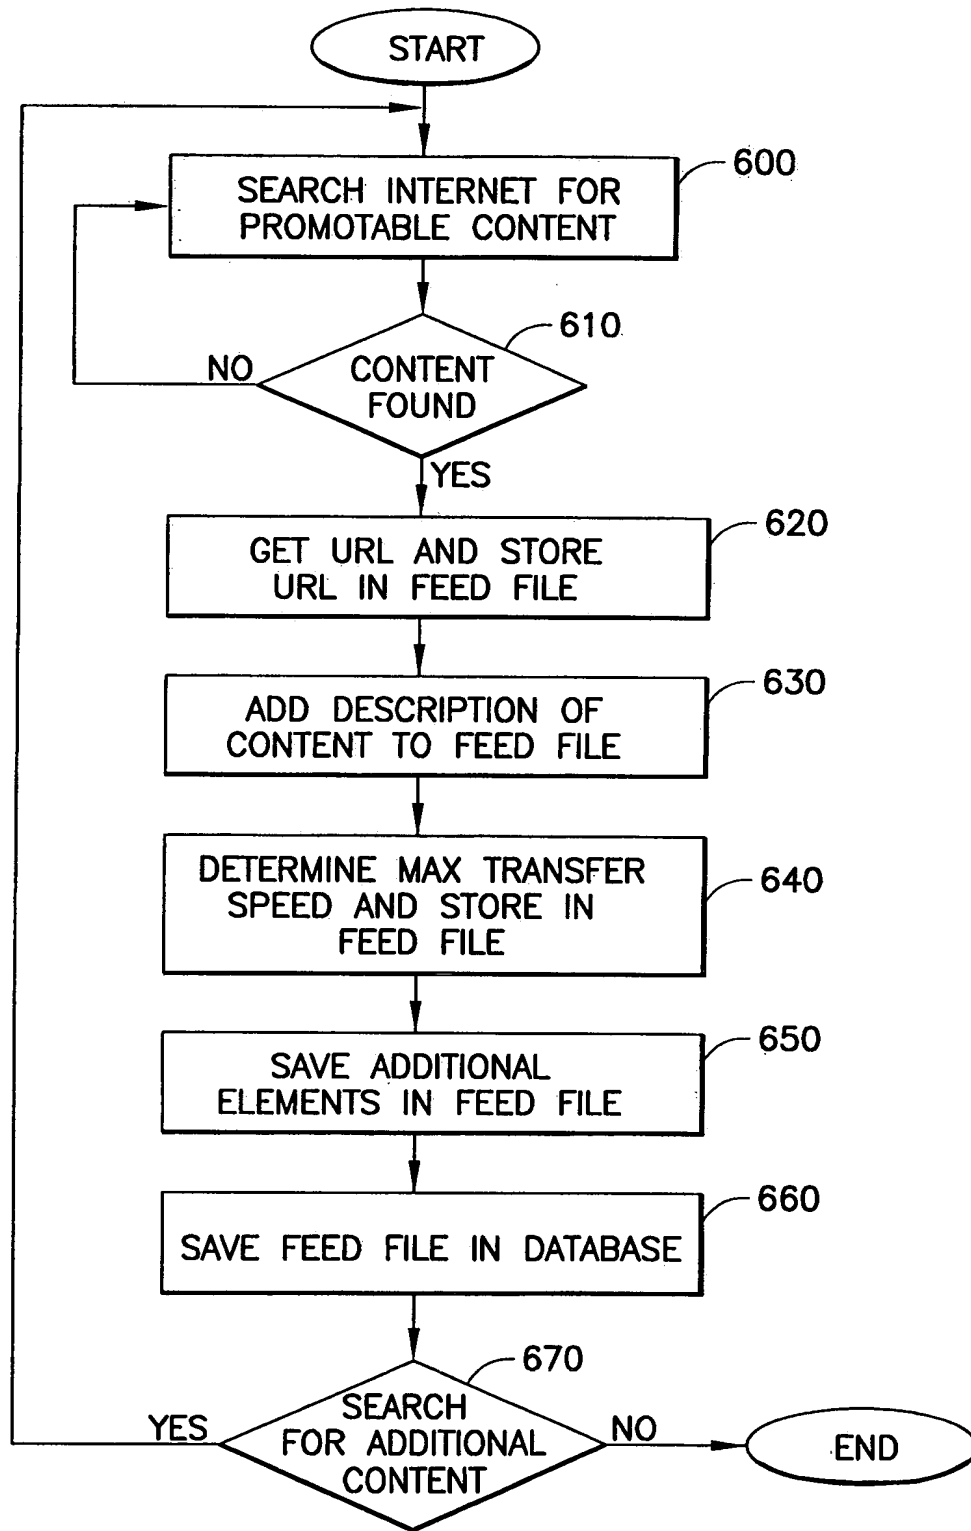 START
600
SEARCH INTERNET FOR
PROMOTABLE CONTENT
610
NO
CONTENT
FOUND
YES
620
GET URL AND STORE
URL IN FEED FILE
630
ADD DESCRIPTION OF
CONTENT TO FEED FILE
640
DETERMINE MAX TRANSFER
SPEED AND STORE IN
FEED FILE
650
SAVE ADDITIONAL
ELEMENTS IN FEED FILE
660
SAVE FEED FILE IN DATABASE
670
YES
SEARCH
FOR ADDITIONAL
CONTENT
NO
END